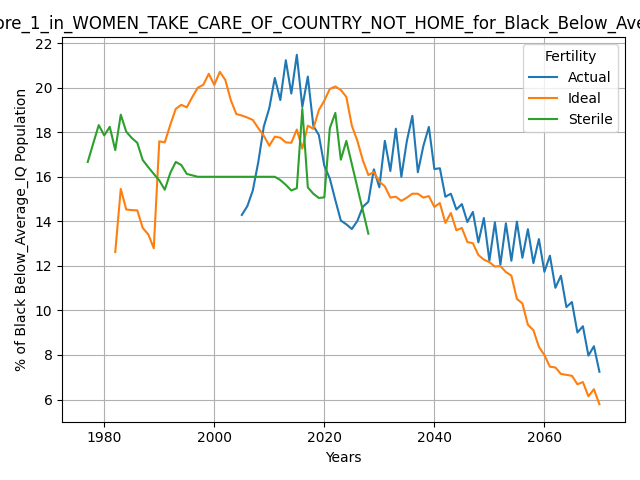 ore_1_in_WOMEN_TAKE_CARE_OF_COUNTRY_NOT_HOME_for_Black_Below_Ave
Fertility
Actual
Ideal
Sterile
% of Black Below_Average_IQ Population
22
20
18
16
14
12
10
8
6
1980
2000
2020
2040
2060
Years